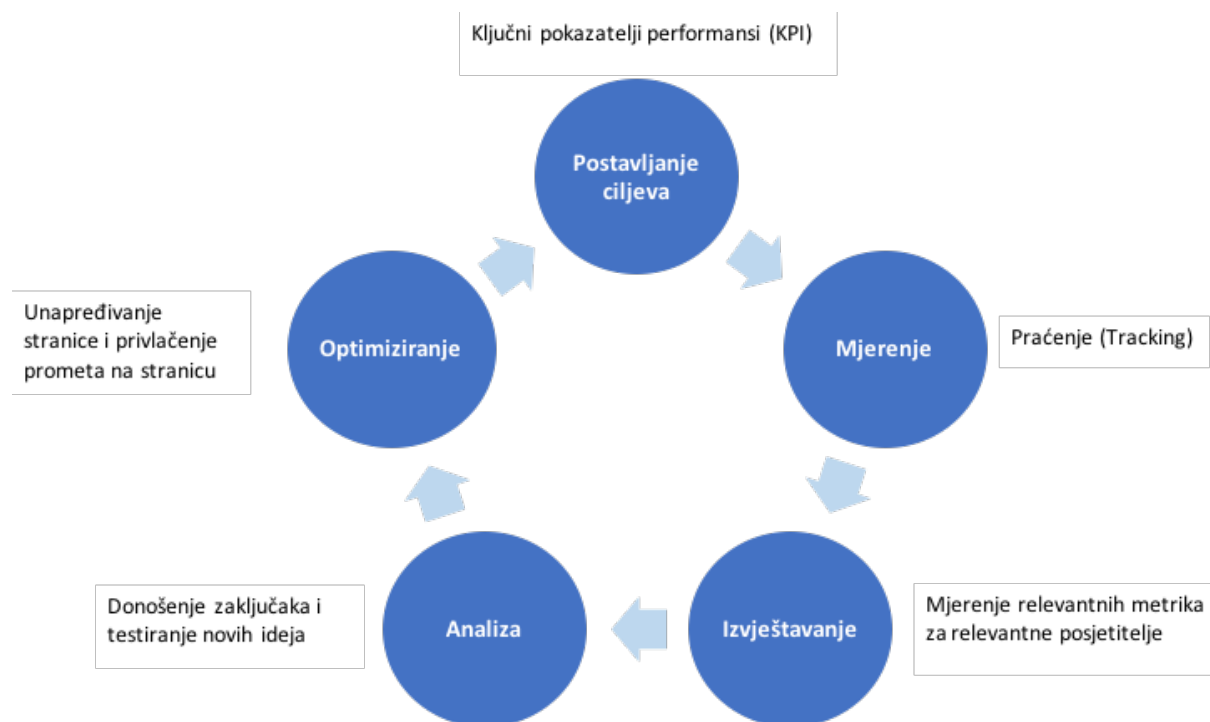 Ključni pokazatelji performansi (KPI)
Postavljanje
ciljeva
Mjerenje
Praćenje (Tracking)
Izvještavanje
Mjerenje relevantnih metrika
za relevantne posjetitelje
Analiza
Donošenje zaključaka i
testiranje novih ideja
Optimiziranje
Unapređivanje
stranice i privlačenje
prometa na stranicu